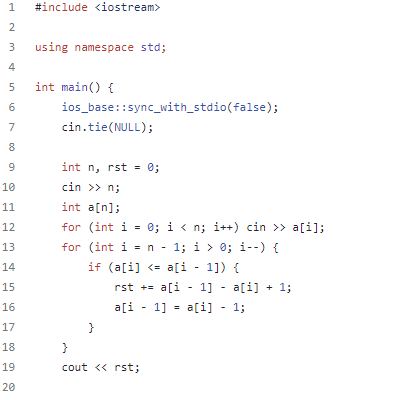 1 #include <iostream>
2
3 using namespace std;
4
5 int main() {
6     ios_base::sync_with_stdio(false);
7     cin.tie(NULL);
8
9     int n, rst = 0;
10     cin >> n;
11     int a[n];
12     for (int i = 0; i < n; i++) cin >> a[i];
13     for (int i = n - 1; i > 0; i--) {
14         if (a[i] <= a[i - 1]) {
15             rst += a[i - 1] - a[i] + 1;
16             a[i - 1] = a[i] - 1;
17         }
18     }
19     cout << rst;
20